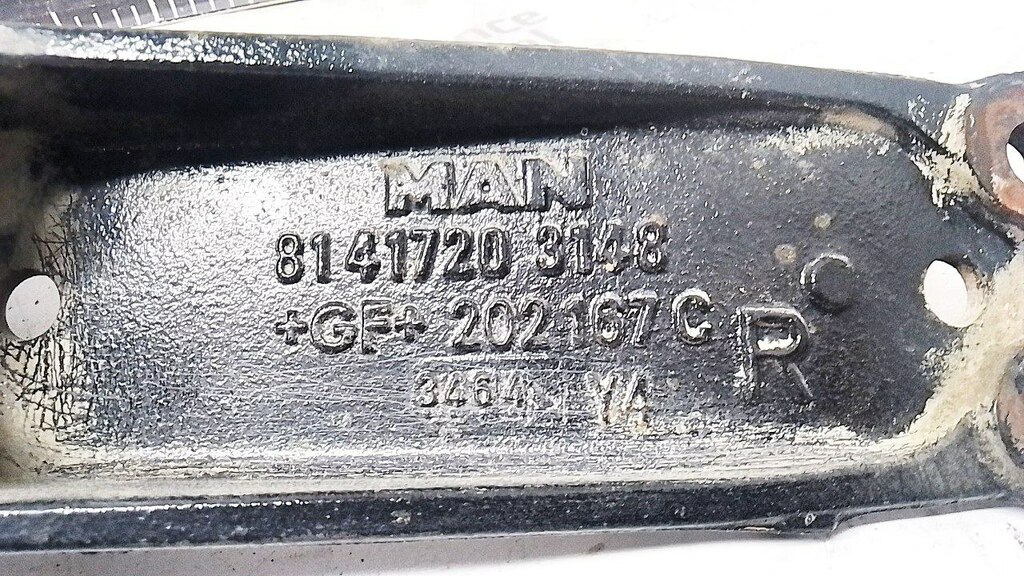 MAN
8141720 3148
+GF+ 202167 C
C
R
3464 YA